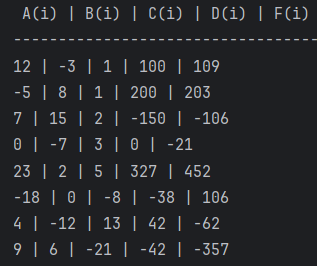 A(i) | B(i) | C(i) | D(i) | F(i)
----------------------------------
12 | -3 | 1 | 100 | 109
-5 | 8 | 1 | 200 | 203
7 | 15 | 2 | -150 | -106
0 | -7 | 3 | 0 | -21
23 | 2 | 5 | 327 | 452
-18 | 0 | -8 | -38 | 106
4 | -12 | 13 | 42 | -62
9 | 6 | -21 | -42 | -357